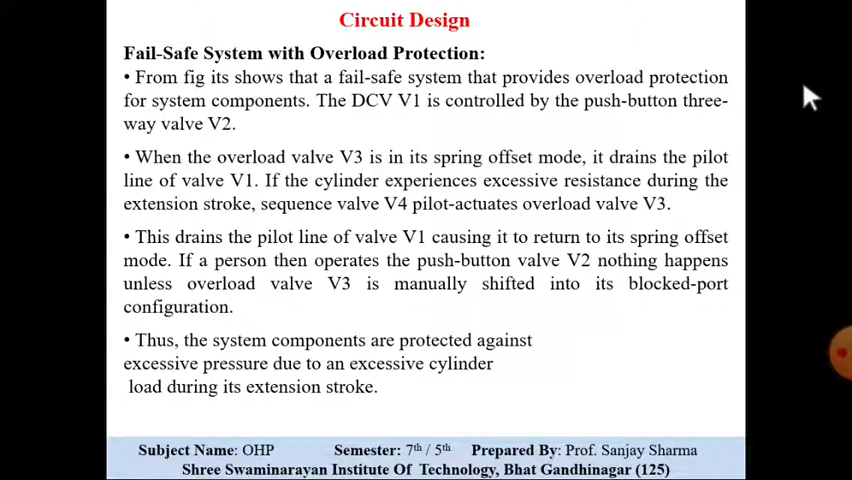 Circuit Design
Fail-Safe System with Overload Protection:
• From fig its shows that a fail-safe system that provides overload protection
for system components. The DCV V1 is controlled by the push-button three-
way valve V2.
• When the overload valve V3 is in its spring offset mode, it drains the pilot
line of valve V1. If the cylinder experiences excessive resistance during the
extension stroke, sequence valve V4 pilot-actuates overload valve V3.
• This drains the pilot line of valve V1 causing it to return to its spring offset
mode. If a person then operates the push-button valve V2 nothing happens
unless overload valve V3 is manually shifted into its blocked-port
configuration.
• Thus, the system components are protected against
excessive pressure due to an excessive cylinder
load during its extension stroke.
Subject Name: OHP Semester: 7th / 5th Prepared By: Prof. Sanjay Sharma
Shree Swaminarayan Institute Of Technology, Bhat Gandhinagar (125)